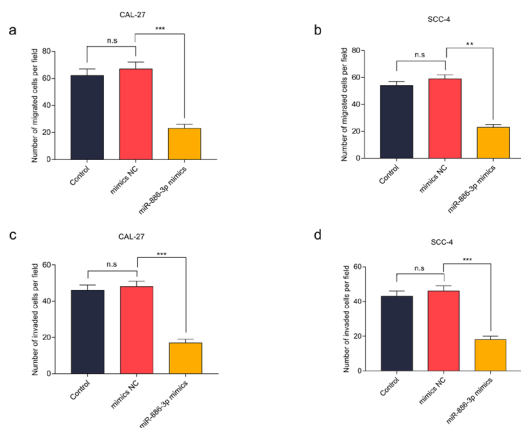 a
CAL-27
n.s
***
Number of migrated cells per field
80
60
40
20
0
Control
mimics NC
miR-886-3p mimics
b
SCC-4
n.s
**
Number of migrated cells per field
80
60
40
20
0
Control
mimics NC
miR-886-3p mimics
c
CAL-27
n.s
***
Number of invaded cells per field
60
40
20
0
Control
mimics NC
miR-886-3p mimics
d
SCC-4
n.s
***
Number of invaded cells per field
60
40
20
0
Control
mimics NC
miR-886-3p mimics